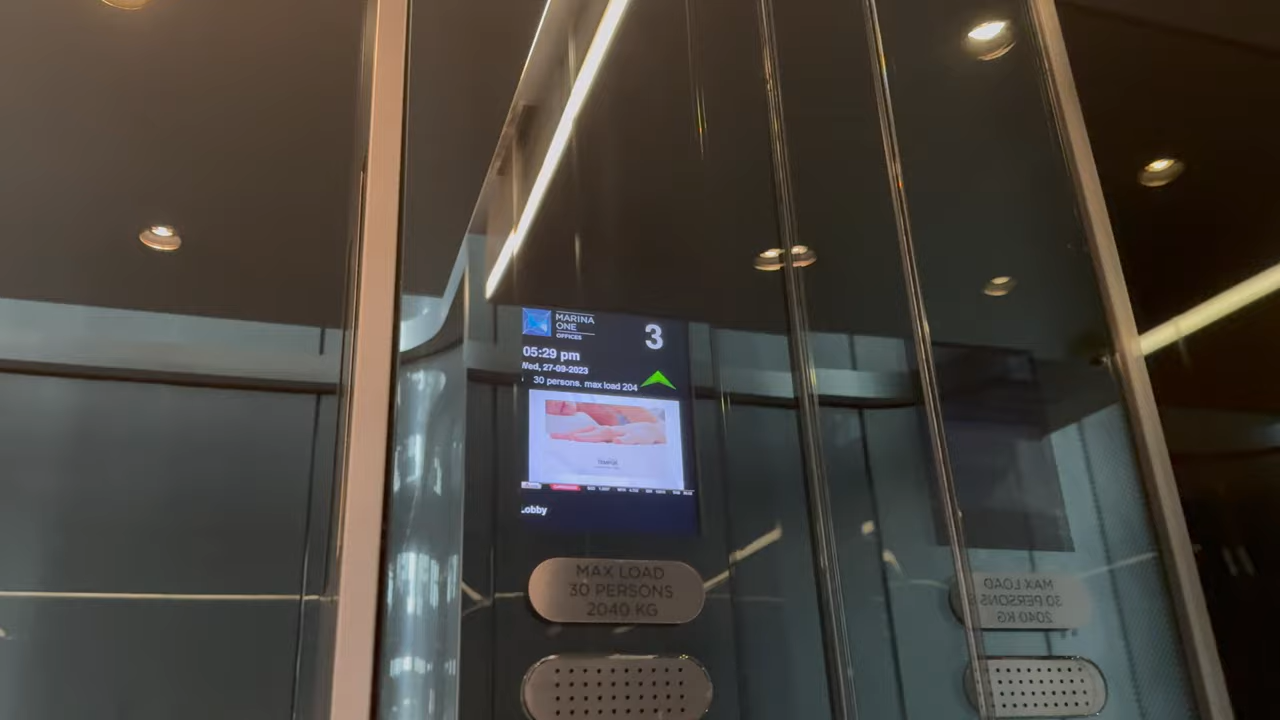 MARINA
ONE
OFFICES
3
05:29 pm
Wed, 27-09-2023
30 persons. max load 204
Lobby
MAX LOAD
30 PERSONS
2040 KG
MAX LOAD
30 PERSONS
2040 KG